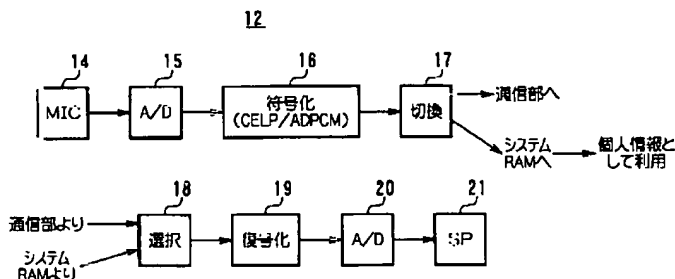 12
14
15
16
17
MIC
A/D
符号化
(CELP/ADPCM)
切換
通信部へ
システム
RAMへ
個人情報と
して利用
18
19
20
21
通信部より
選択
復号化
A/D
SP
システム
RAMより